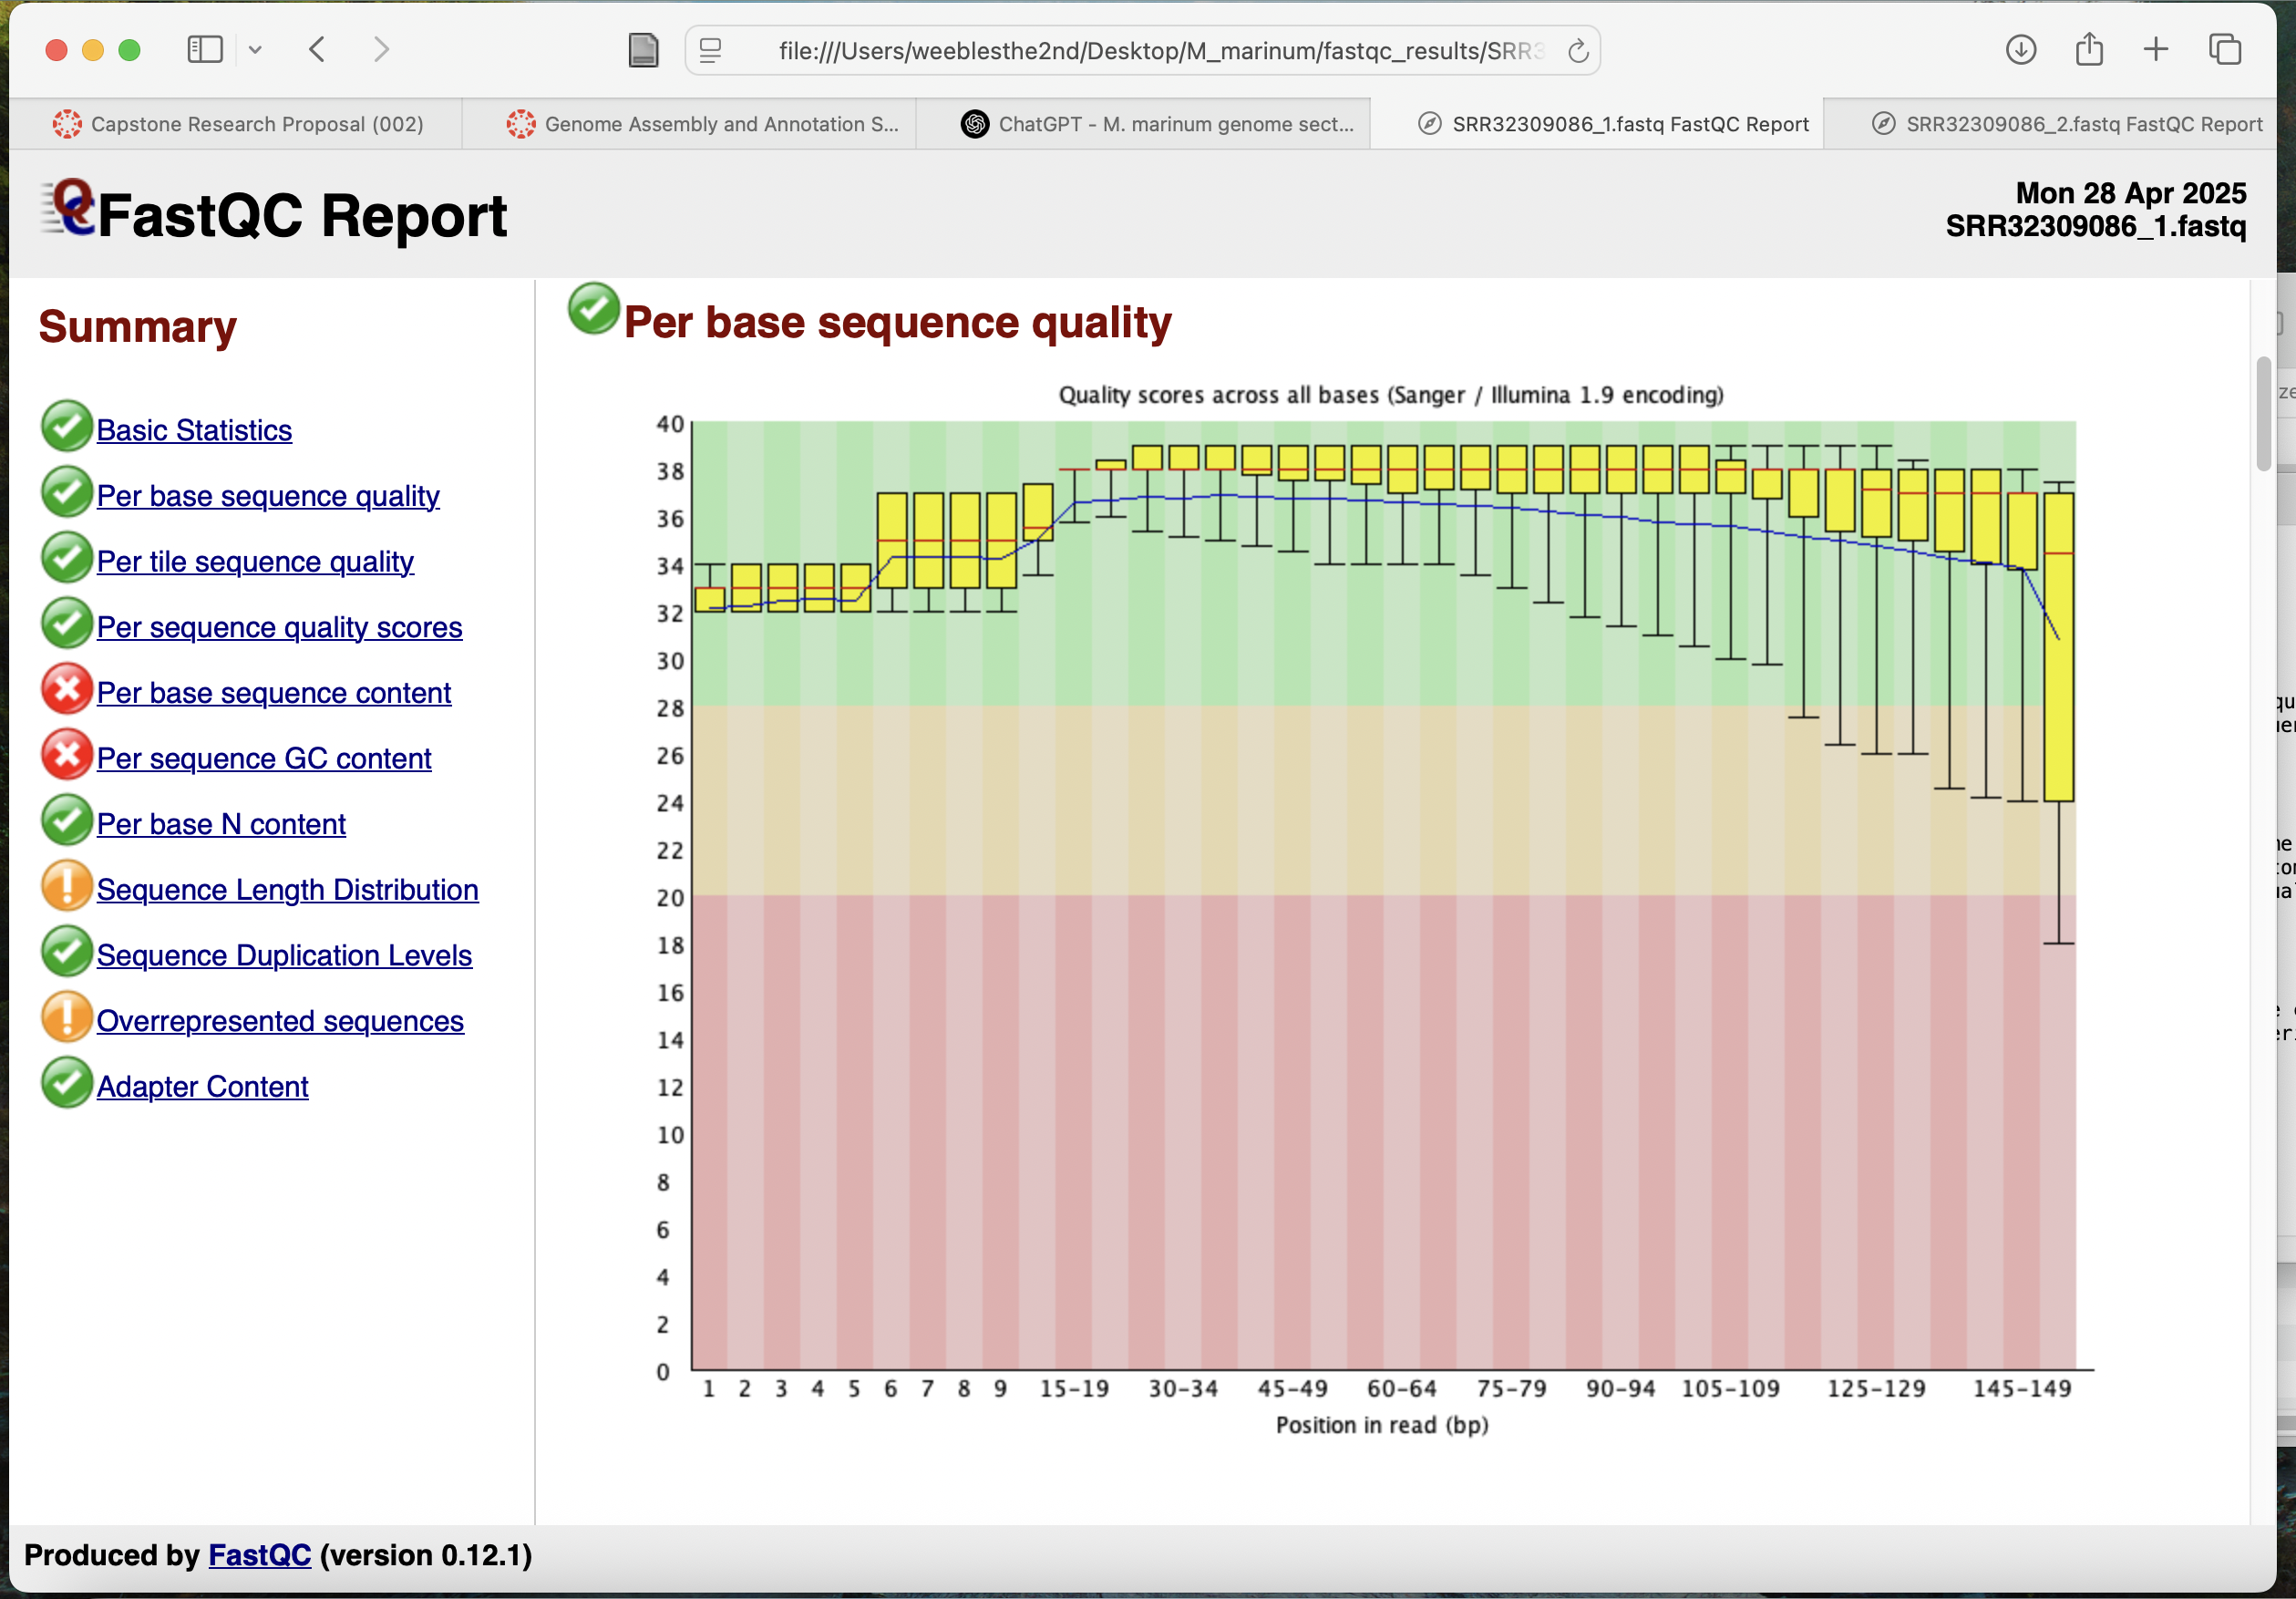 file:///Users/weeblesthe2nd/Desktop/M_marinum/fastqc_results/SRR3
Capstone Research Proposal (002)
Genome Assembly and Annotation S...
ChatGPT - M. marinum genome sect...
SRR32309086_1.fastq FastQC Report
SRR32309086_2.fastq FastQC Report
FastQC Report
Mon 28 Apr 2025
SRR32309086_1.fastq
Summary
Basic Statistics
Per base sequence quality
Per tile sequence quality
Per sequence quality scores
Per base sequence content
Per sequence GC content
Per base N content
Sequence Length Distribution
Sequence Duplication Levels
Overrepresented sequences
Adapter Content
Per base sequence quality
Quality scores across all bases (Sanger / Illumina 1.9 encoding)
40
38
36
34
32
30
28
26
24
22
20
18
16
14
12
10
8
6
4
2
0
1 2 3 4 5 6 7 8 9 15-19 30-34 45-49 60-64 75-79 90-94 105-109 125-129 145-149
Position in read (bp)
Produced by FastQC (version 0.12.1)